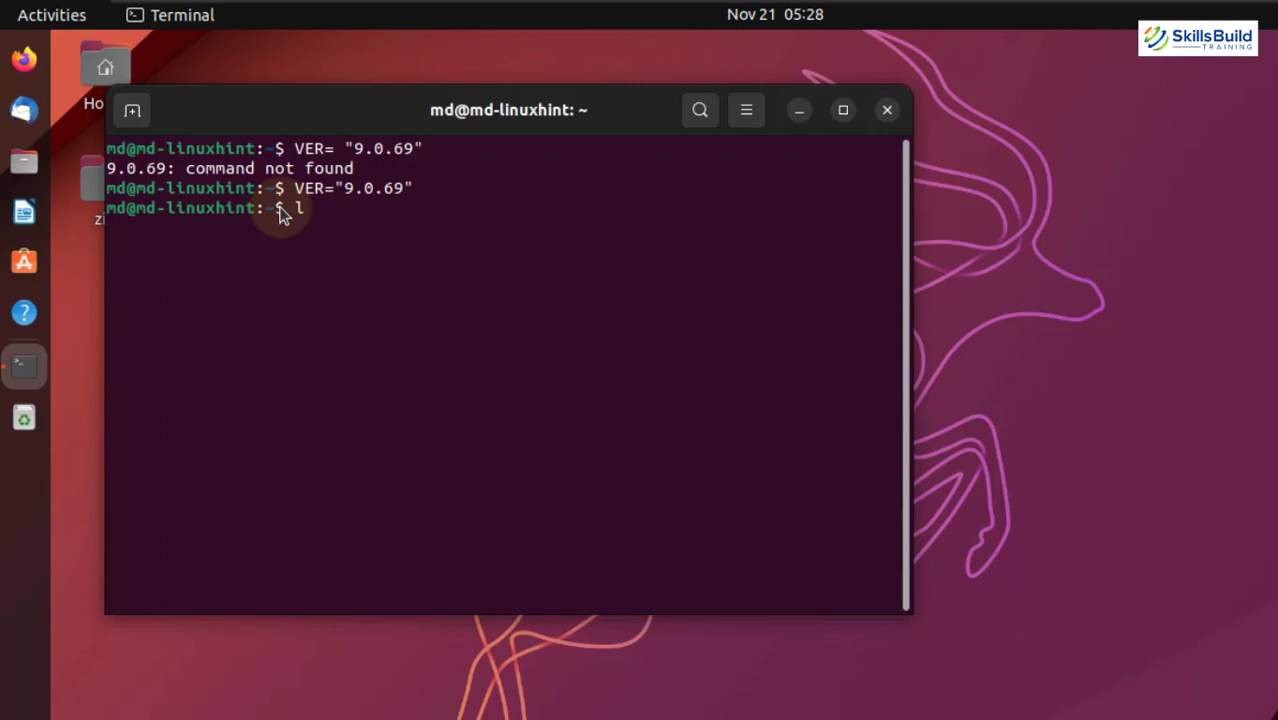 Activities
Terminal
Nov 21 05:28
SkillsBuild
TRAINING
Ho
md@md-linuxhint: ~
md@md-linuxhint:~$ VER= "9.0.69"
9.0.69: command not found
md@md-linuxhint:~$ VER="9.0.69"
md@md-linuxhint:~$ l
zi